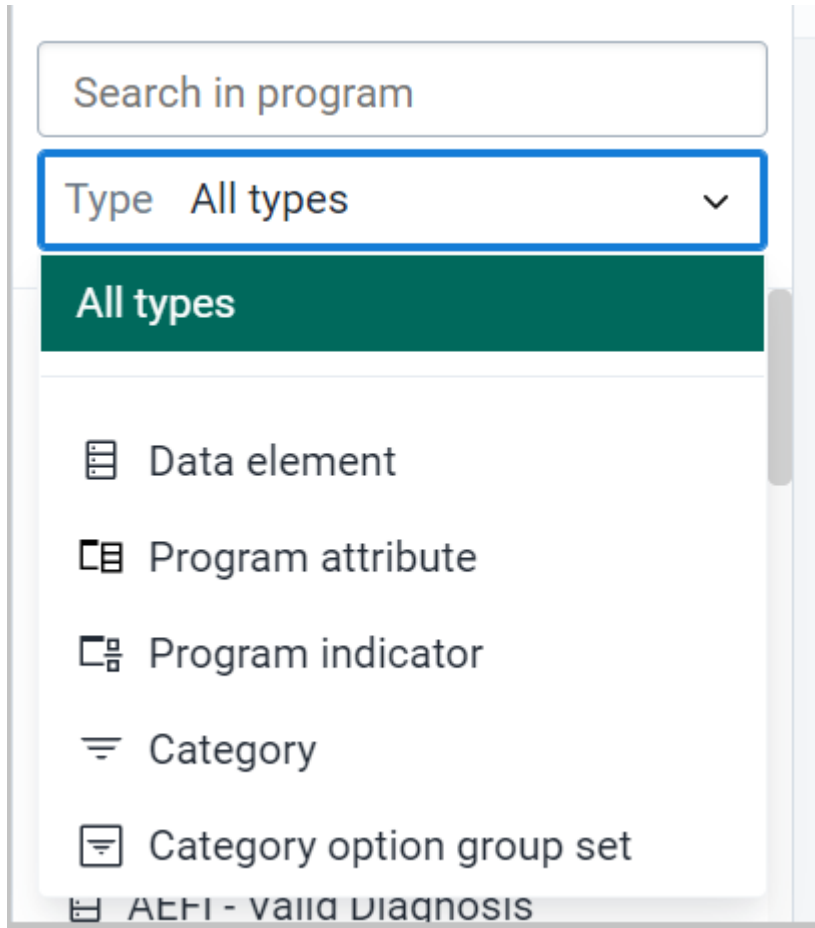 Search in program
Type All types
All types
Data element
Program attribute
Program indicator
Category
Category option group set
AEFI - Valid Diagnosis